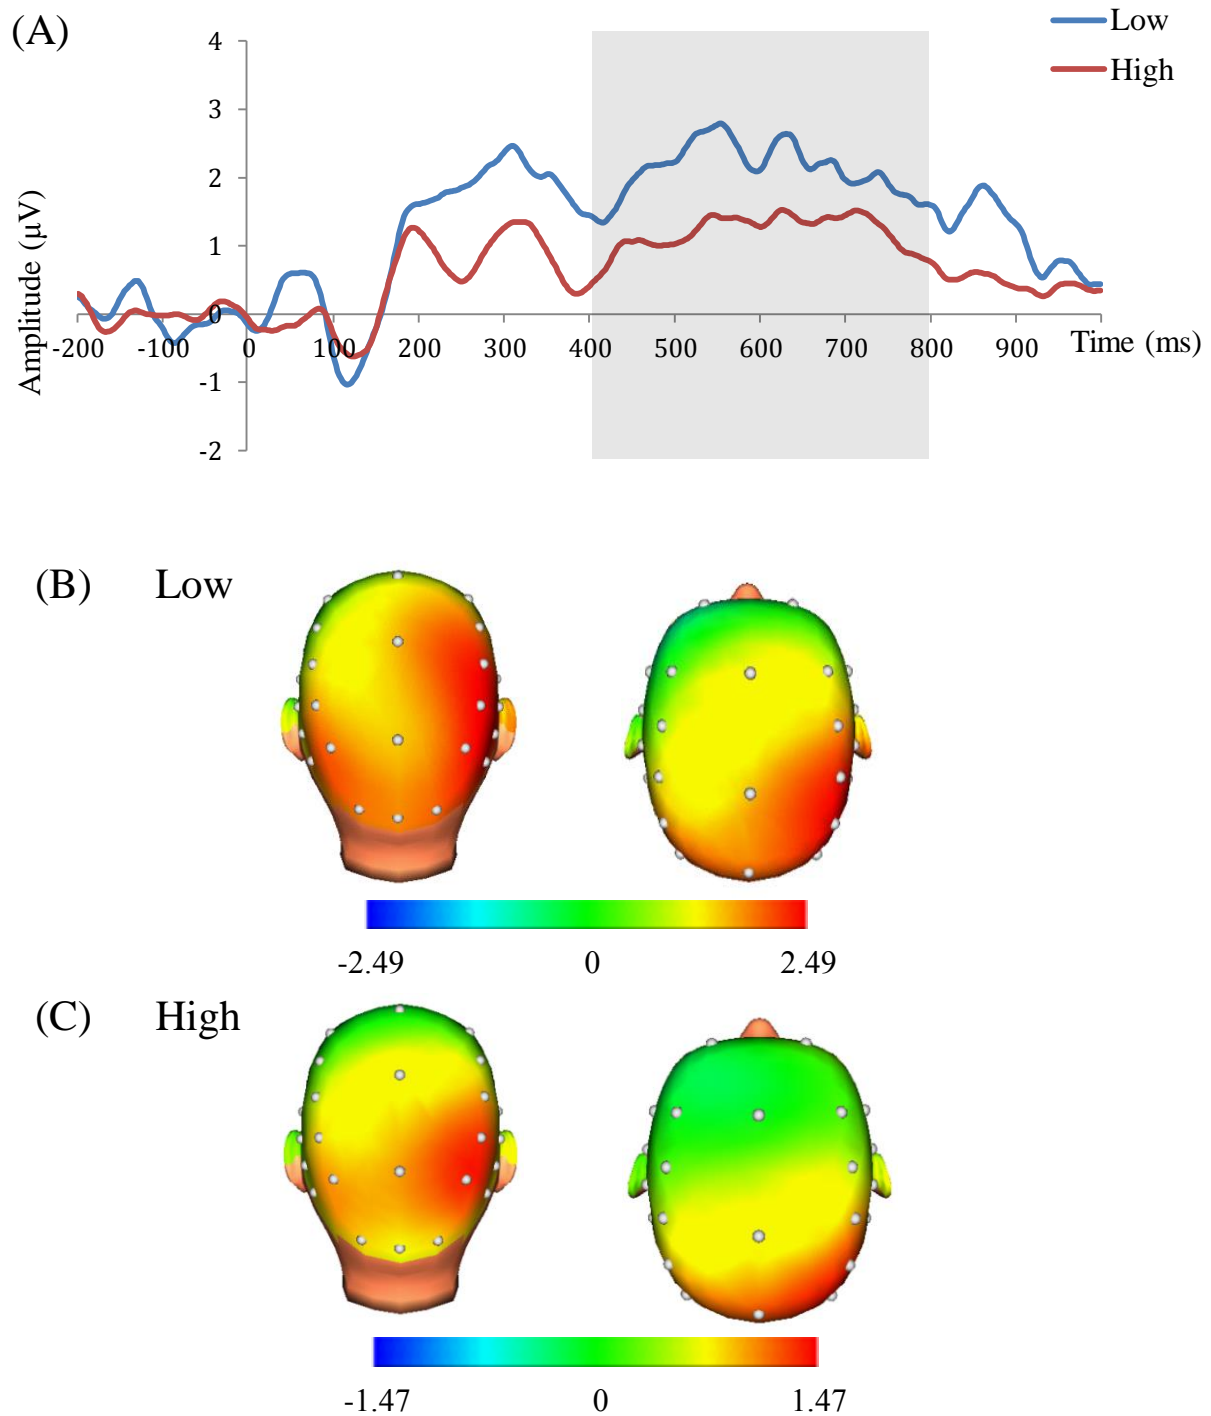 (A)
Low
High
4
3
2
1
0
-1
-2
Amplitude (µV)
-200 -100 0 100 200 300 400 500 600 700 800 900 Time (ms)
(B) Low
-2.49 0 2.49
(C) High
-1.47 0 1.47